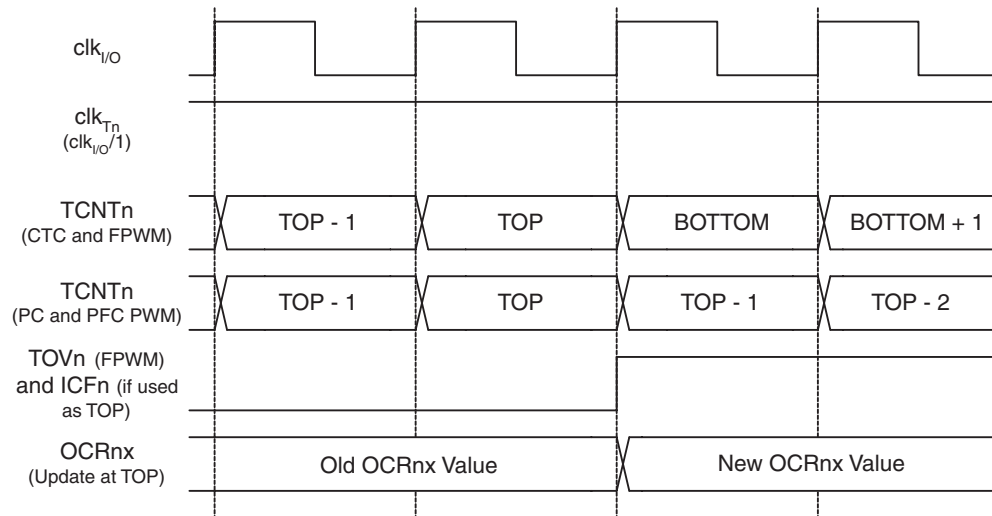 clkI/O
clkTn
(clkI/O/1)
TCNTn
(CTC and FPWM)
TOP - 1
TOP
BOTTOM
BOTTOM + 1
TCNTn
(PC and PFC PWM)
TOP - 1
TOP
TOP - 1
TOP - 2
TOVn (FPWM)
and ICFn (if used
as TOP)
OCRnx
(Update at TOP)
Old OCRnx Value
New OCRnx Value